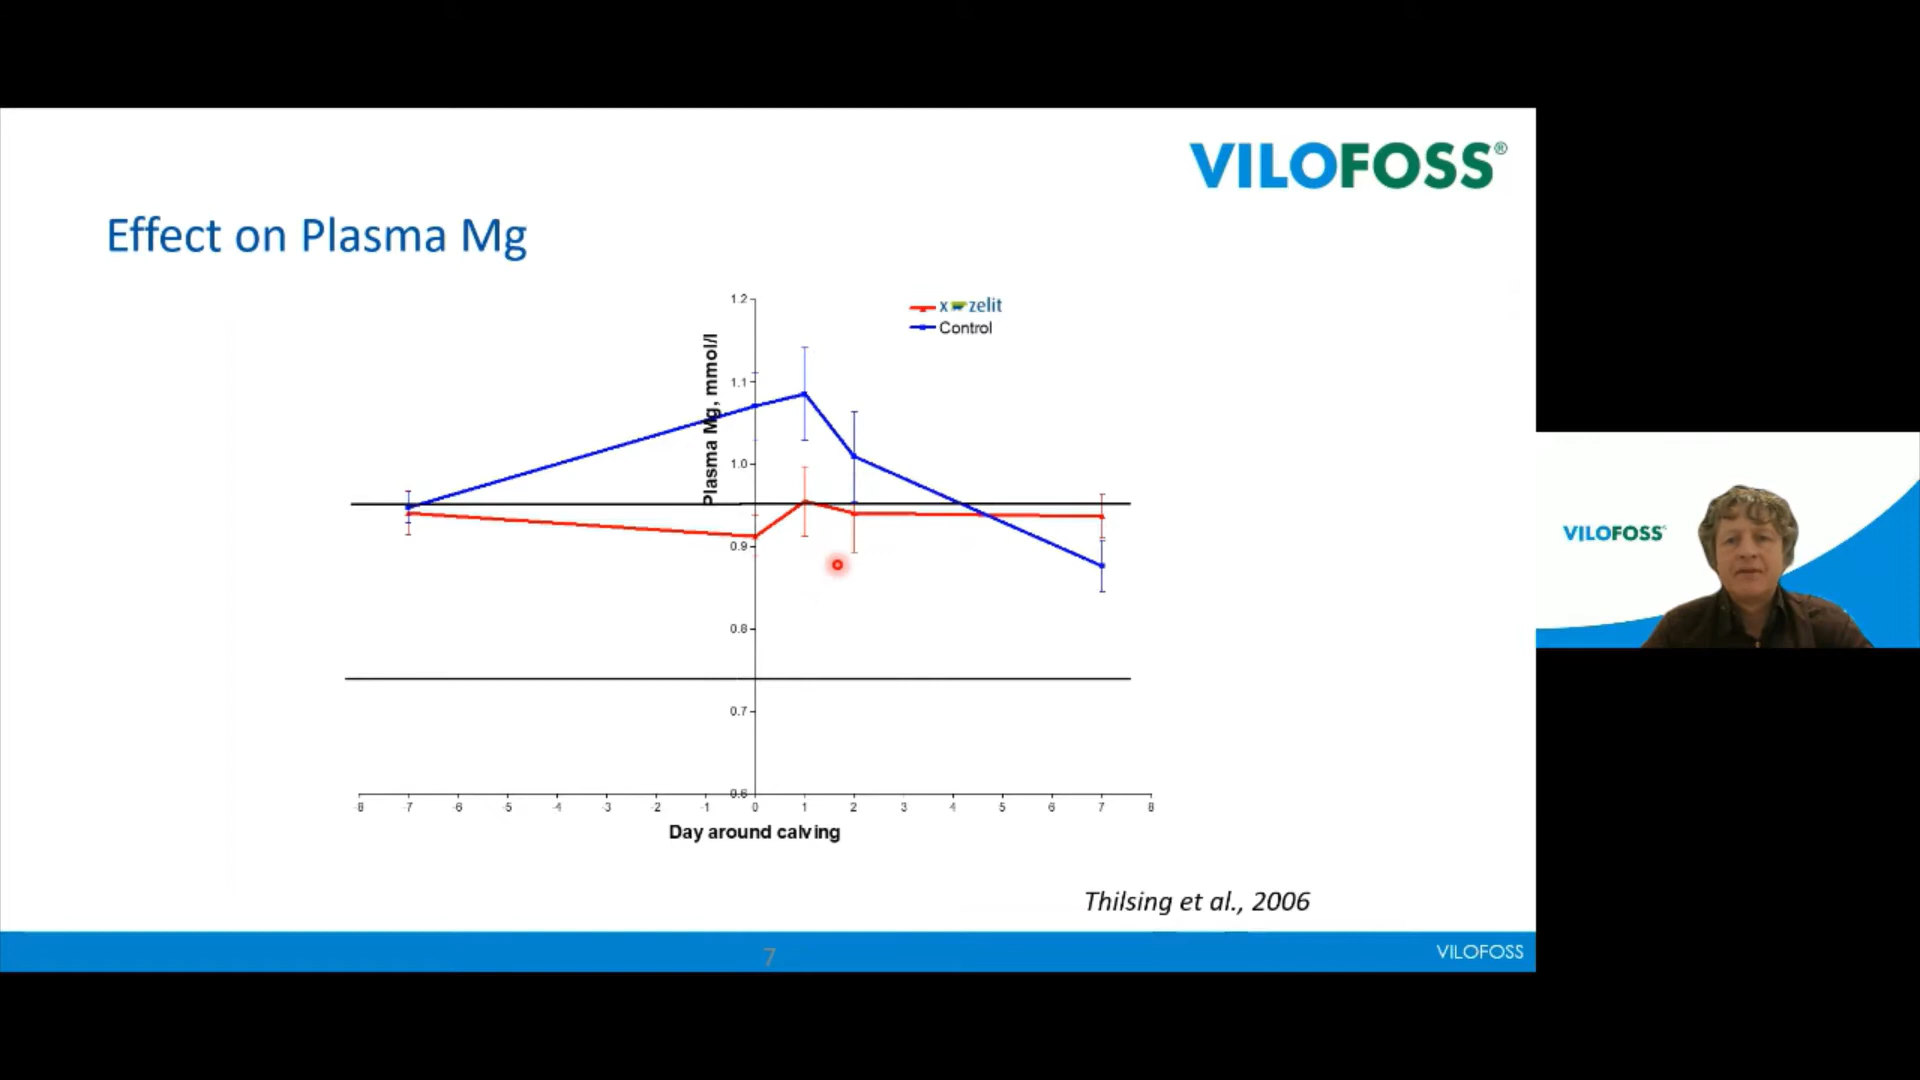 VILOFOSS®
Effect on Plasma Mg
x zelit
Control
Plasma Mg, mmol/l
1.2
1.1
1.0
0.9
0.8
0.7
0.6
-8 -7 -6 -5 -4 -3 -2 -1 0 1 2 3 4 5 6 7 8
Day around calving
Thilsing et al., 2006
7
VILOFOSS
VILOFOSS®